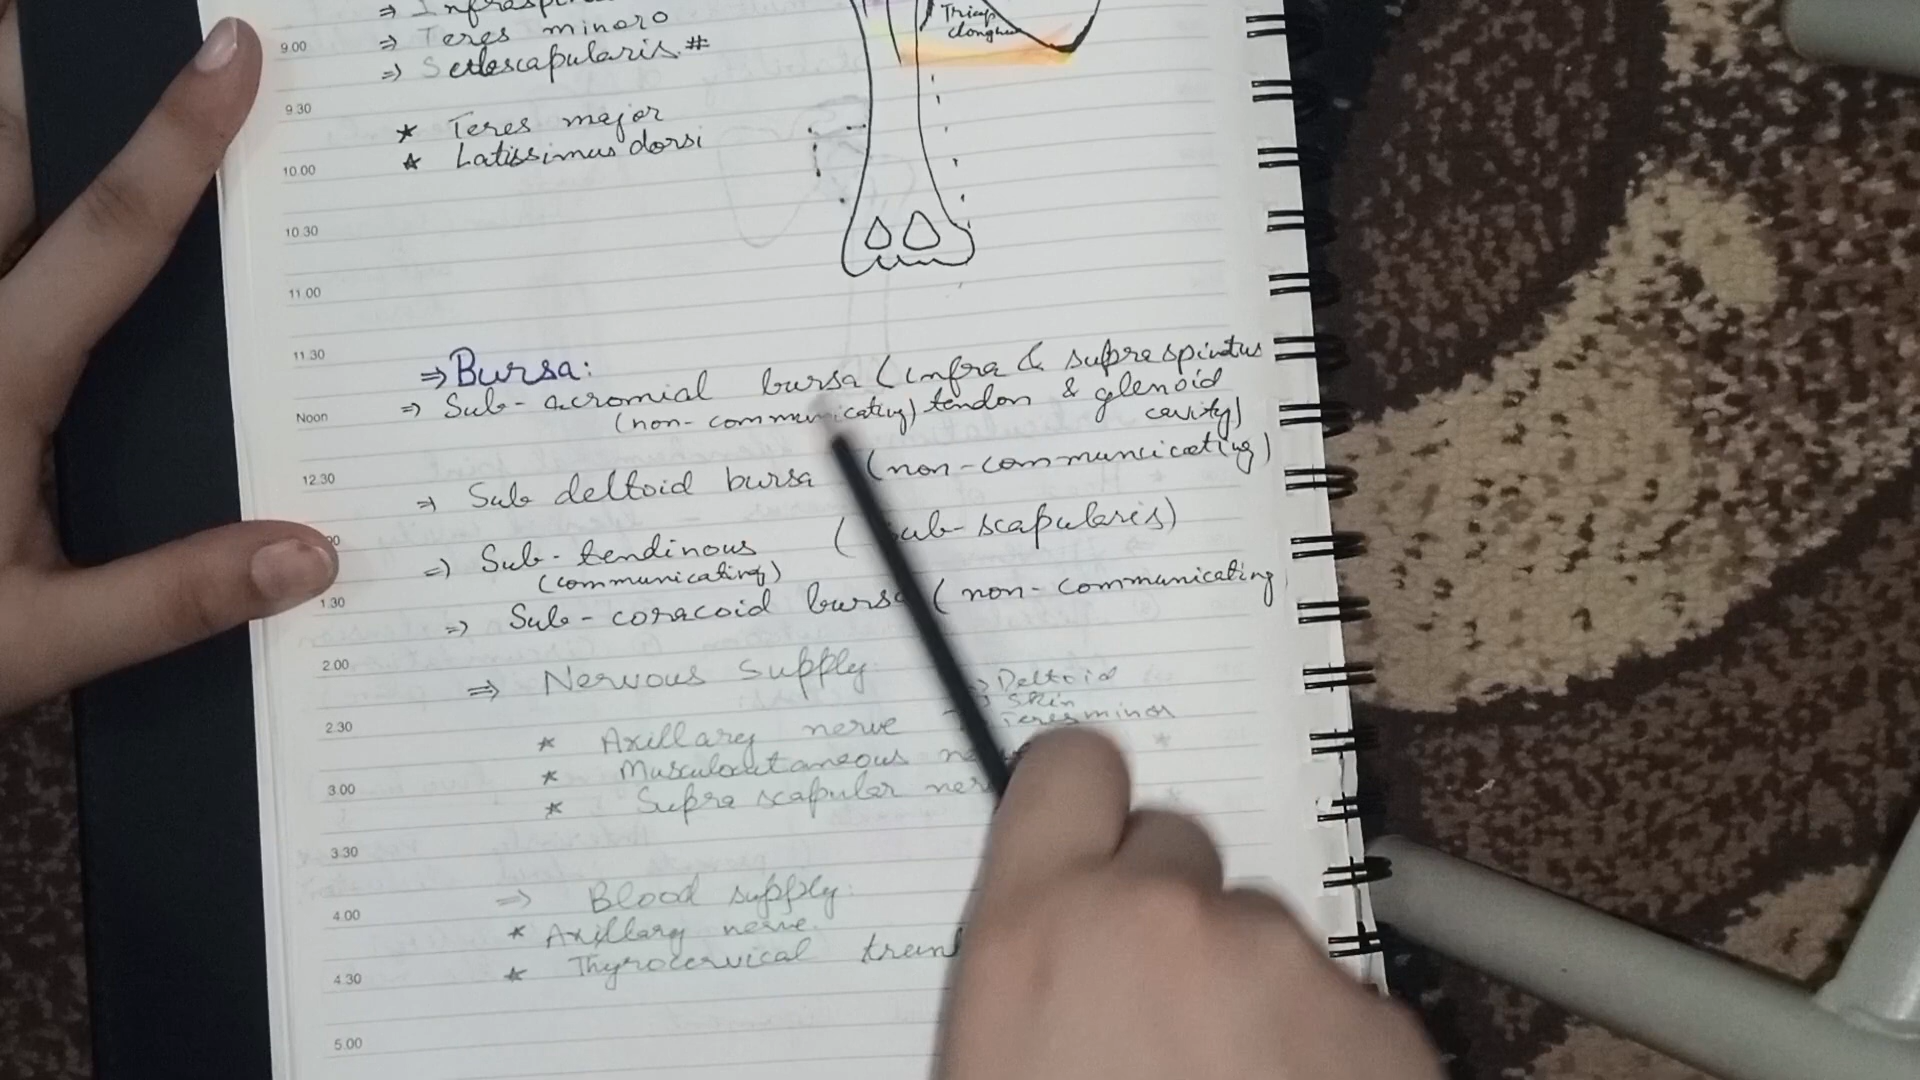 9.00
⇒ Teres minor
⇒ scapularis #
9.30
Tricep
* Teres major
10.00
* Latissimus dorsi
10.30
11.00
11.30
⇒ Bursa:
Noon
⇒ Sub-acromial bursa (infra & supraspinatus
(non-communicating) tendon & glenoid
cavity)
12.30
⇒ Sub deltoid bursa (non-communcicating)
⇒ Sub-tendinous (sub-scapularis)
(communicating)
1.30
⇒ Sub-coracoid bursa (non-communicating
2.00
⇒ Nervous supply
→ Deltoid
→ Skin
2.30
* Axillary nerve → Teres minor
* Musculocutaneous
3.00
* Supra scapular
3.30
⇒ Blood supply:
4.00
* Axillary nerve
* Thyrocervical
4.30
5.00